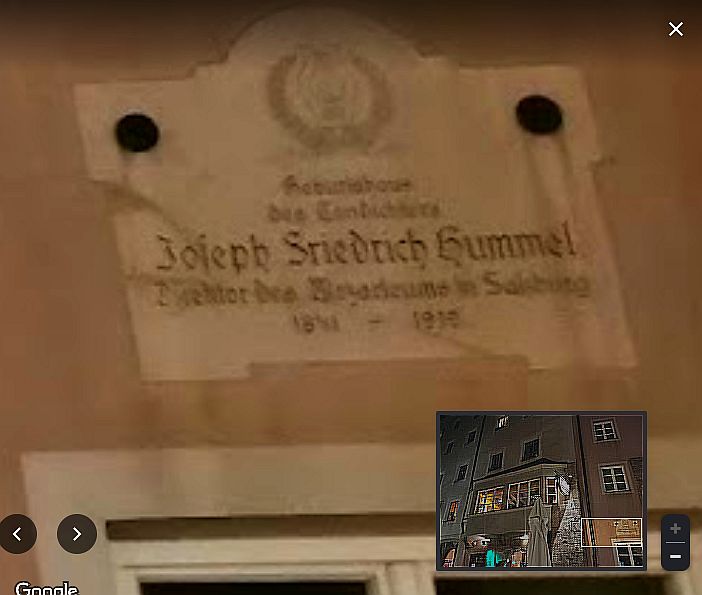 Geburtshaus
des Tondichters
Joseph Friedrich Hummel
Direktor des Mozarteums in Salzburg
1841 – 1919
Google